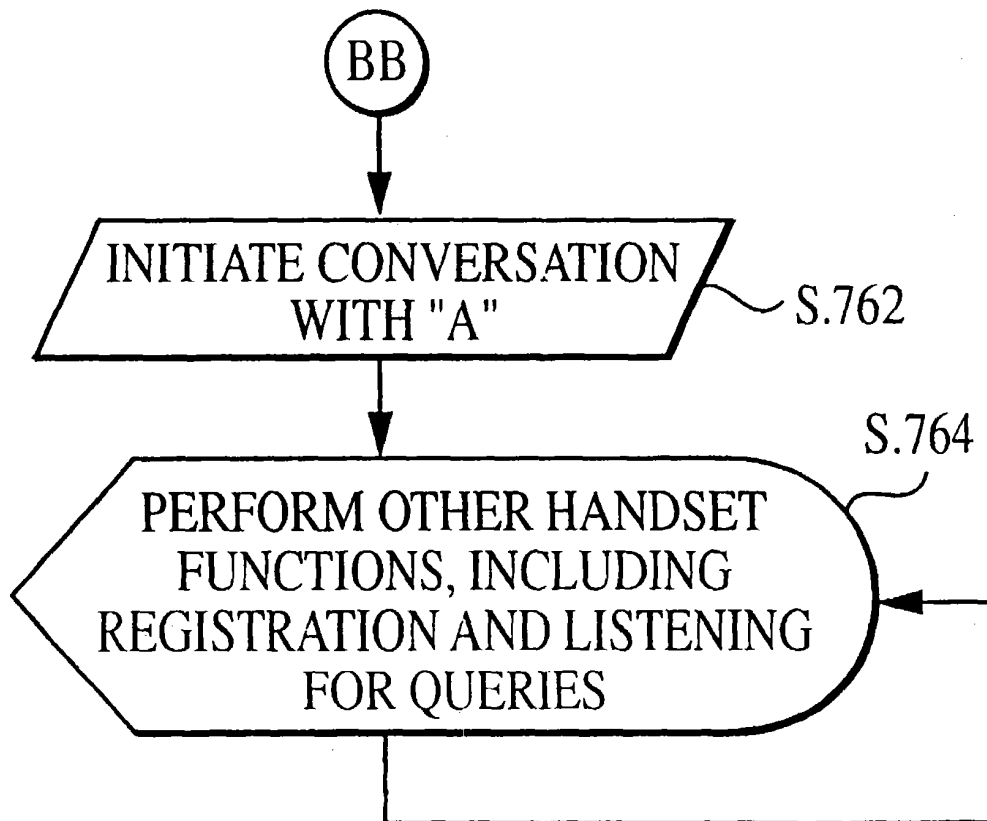 BB
INITIATE CONVERSATION
WITH "A"
S.762
S.764
PERFORM OTHER HANDSET
FUNCTIONS, INCLUDING
REGISTRATION AND LISTENING
FOR QUERIES